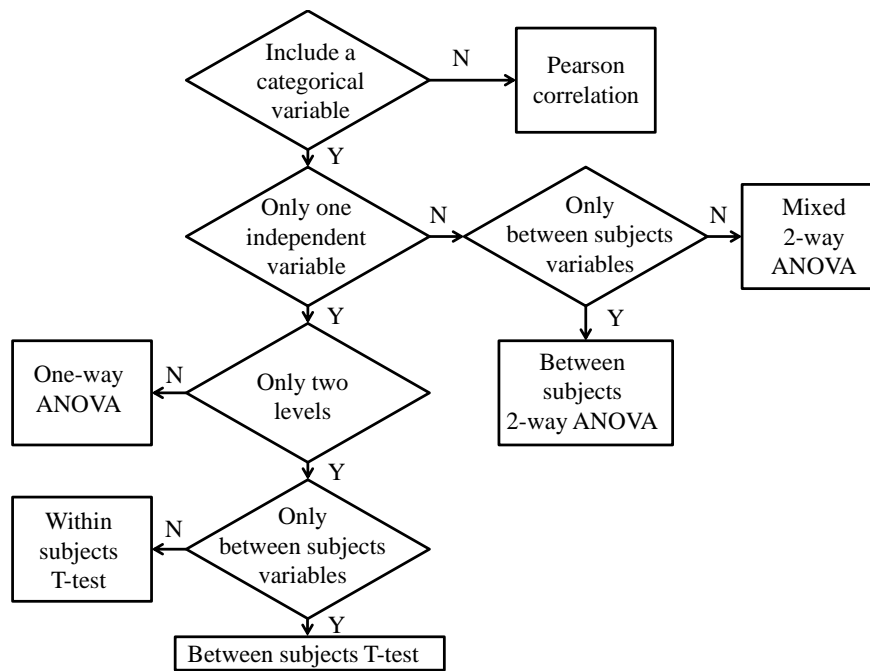 Include a
categorical
variable
N
Pearson
correlation
Y
Only one
independent
variable
N
Only
between subjects
variables
N
Mixed
2-way
ANOVA
Y
Y
One-way
ANOVA
N
Only two
levels
Between
subjects
2-way ANOVA
Y
Within
subjects
T-test
N
Only
between subjects
variables
Y
Between subjects T-test